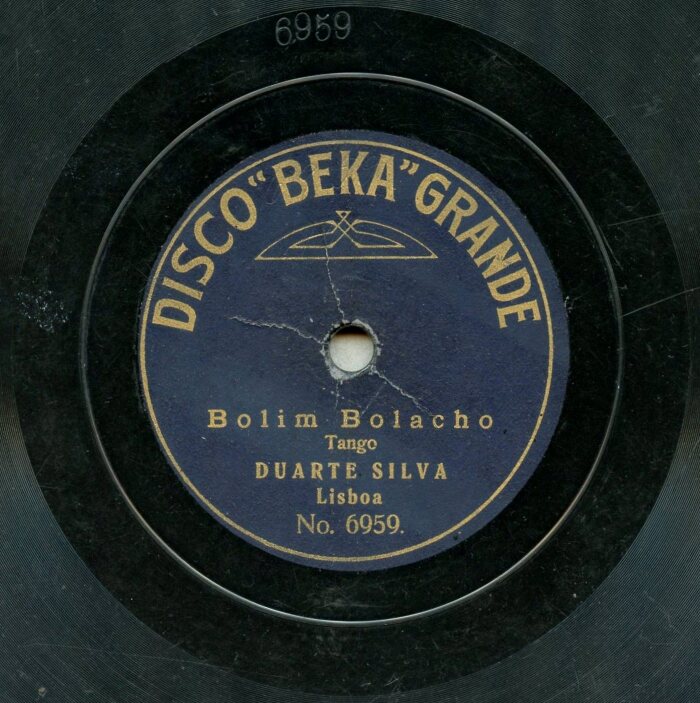 6959
DISCO "BEKA" GRANDE
Bolim Bolacho
Tango
DUARTE SILVA
Lisboa
No. 6959.